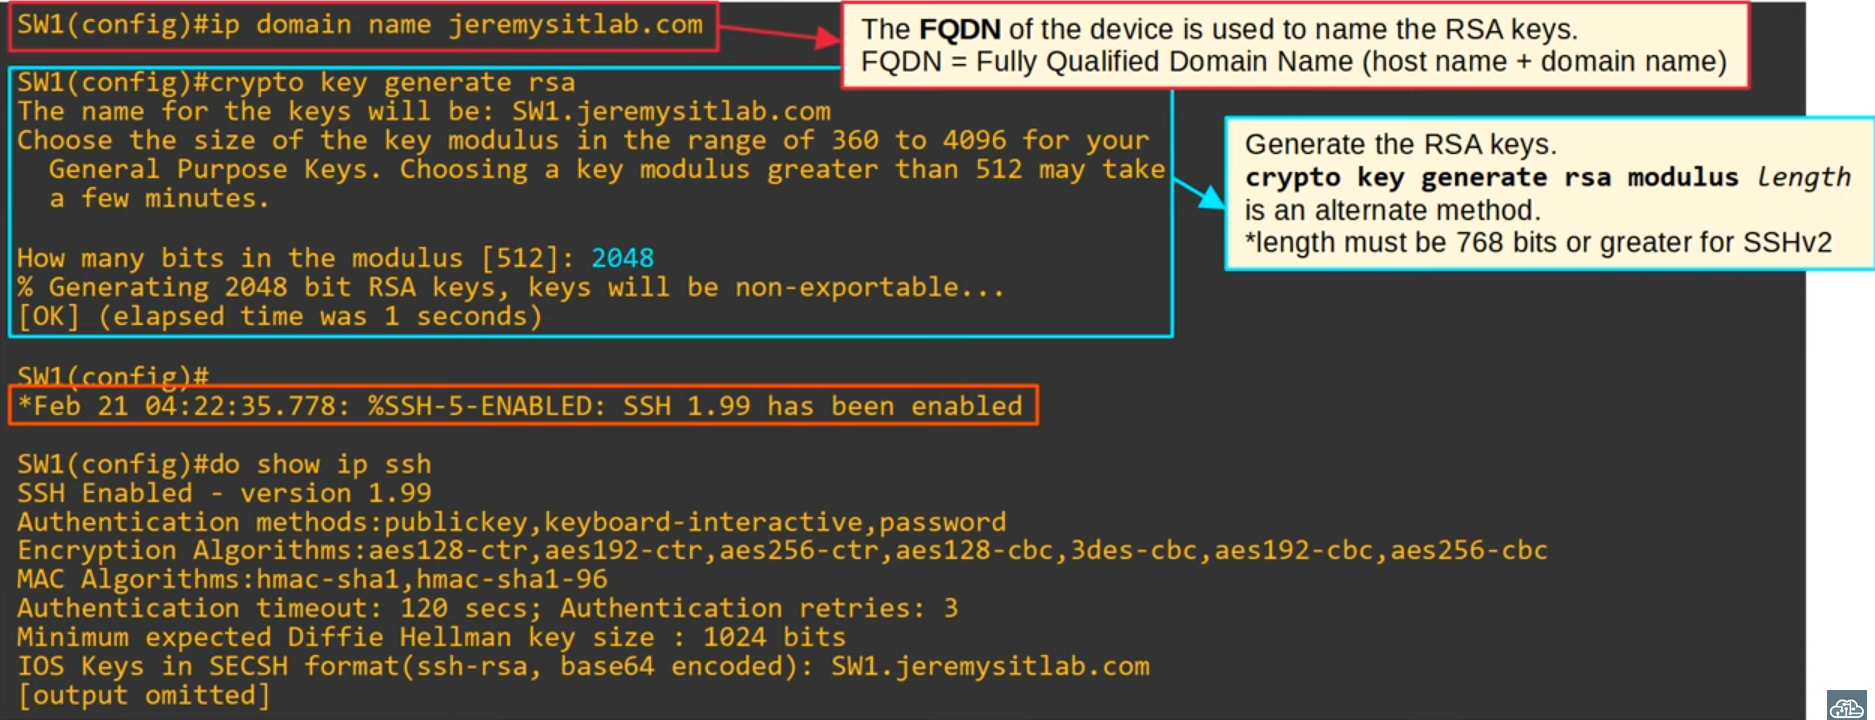 SW1(config)#ip domain name jeremysitlab.com
The FQDN of the device is used to name the RSA keys.
FQDN = Fully Qualified Domain Name (host name + domain name)
SW1(config)#crypto key generate rsa
The name for the keys will be: SW1.jeremysitlab.com
Choose the size of the key modulus in the range of 360 to 4096 for your
General Purpose Keys. Choosing a key modulus greater than 512 may take
a few minutes.
How many bits in the modulus [512]: 2048
% Generating 2048 bit RSA keys, keys will be non-exportable...
[OK] (elapsed time was 1 seconds)
Generate the RSA keys.
crypto key generate rsa modulus length
is an alternate method.
*length must be 768 bits or greater for SSHv2
SW1(config)#
*Feb 21 04:22:35.778: %SSH-5-ENABLED: SSH 1.99 has been enabled
SW1(config)#do show ip ssh
SSH Enabled - version 1.99
Authentication methods:publickey,keyboard-interactive,password
Encryption Algorithms:aes128-ctr,aes192-ctr,aes256-ctr,aes128-cbc,3des-cbc,aes192-cbc,aes256-cbc
MAC Algorithms:hmac-sha1,hmac-sha1-96
Authentication timeout: 120 secs; Authentication retries: 3
Minimum expected Diffie Hellman key size : 1024 bits
IOS Keys in SECSH format(ssh-rsa, base64 encoded): SW1.jeremysitlab.com
[output omitted]